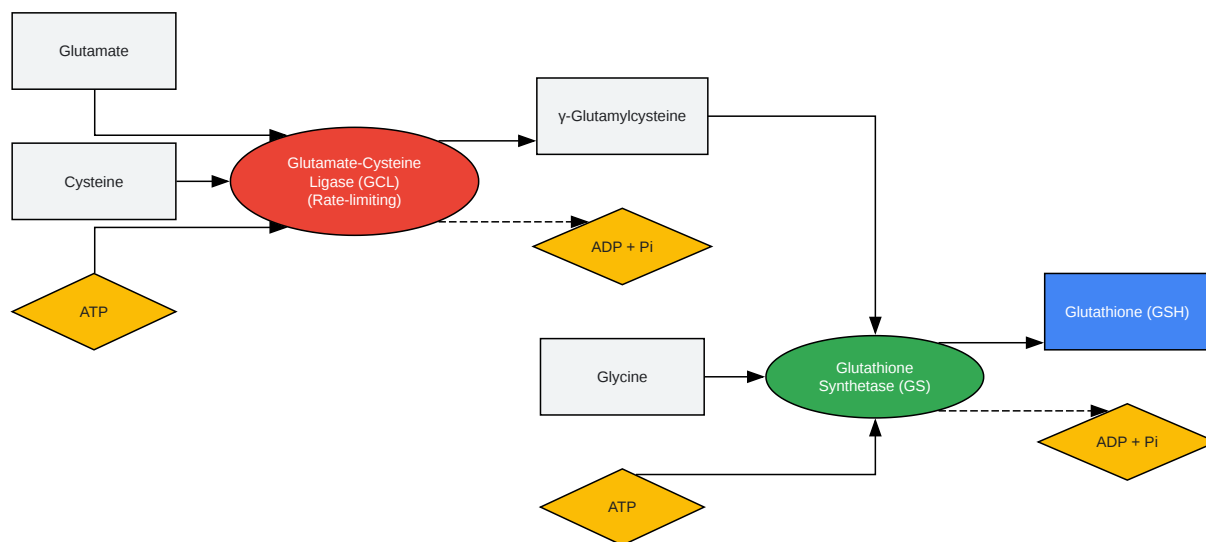 Glutamate
Cysteine
ATP
Glutamate-Cysteine
Ligase (GCL)
(Rate-limiting)
γ-Glutamylcysteine
ADP + Pi
Glycine
ATP
Glutathione
Synthetase (GS)
Glutathione (GSH)
ADP + Pi